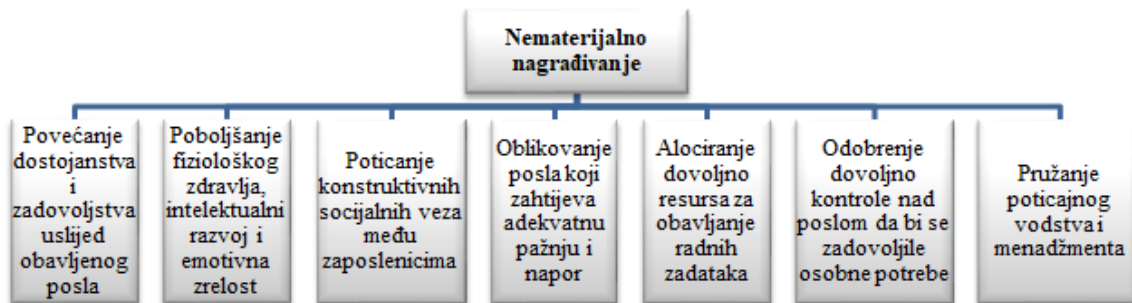 Nematerijalno
nagrađivanje
Povećanje
dostojanstva
i
zadovoljstva
uslijed
obavljenog
posla
Poboljšanje
fiziološkog
zdravlja,
intelektualni
razvoj i
emotivna
zrelost
Poticanje
konstruktivnih
socijalnih veza
među
zaposlenicima
Oblikovanje
posla koji
zahtijeva
adekvatnu
pažnju i
napor
Alociranje
dovoljno
resursa za
obavljanje
radnih
zadataka
Odobrenje
dovoljno
kontrole nad
poslom da bi se
zadovoljile
osobne potrebe
Pružanje
poticajnog
vodstva i
menadžmenta